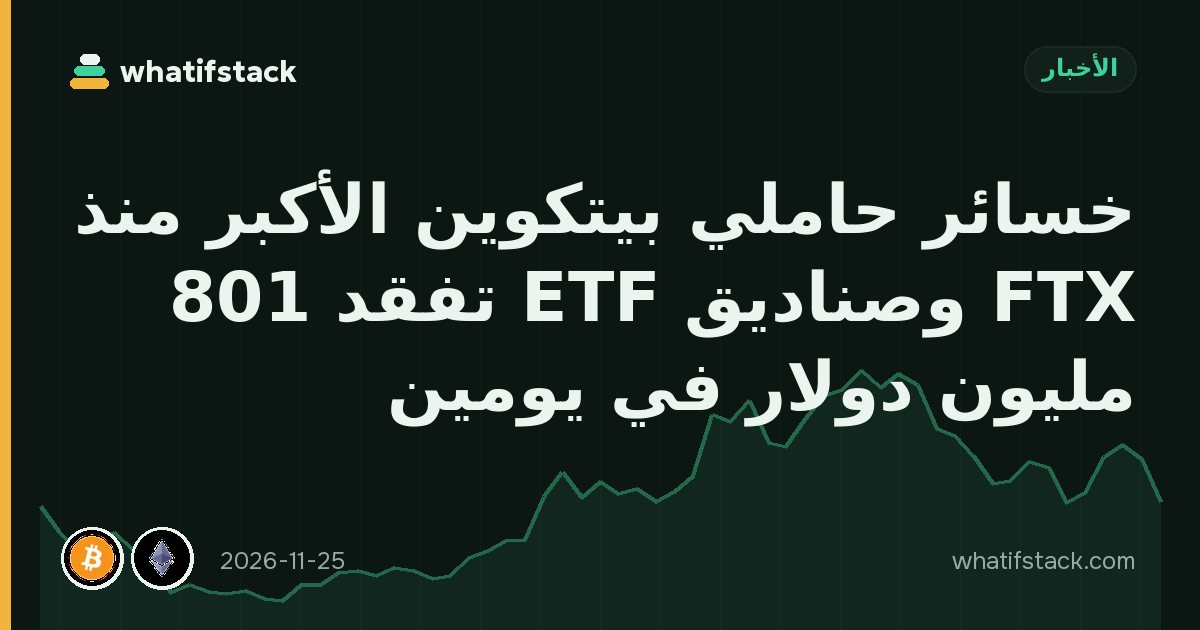 whatifstack
الأخبار
خسائر حاملي بيتكوين الأكبر منذ
FTX وصناديق ETF تفقد 801
مليون دولار في يومين
2026-11-25
whatifstack.com